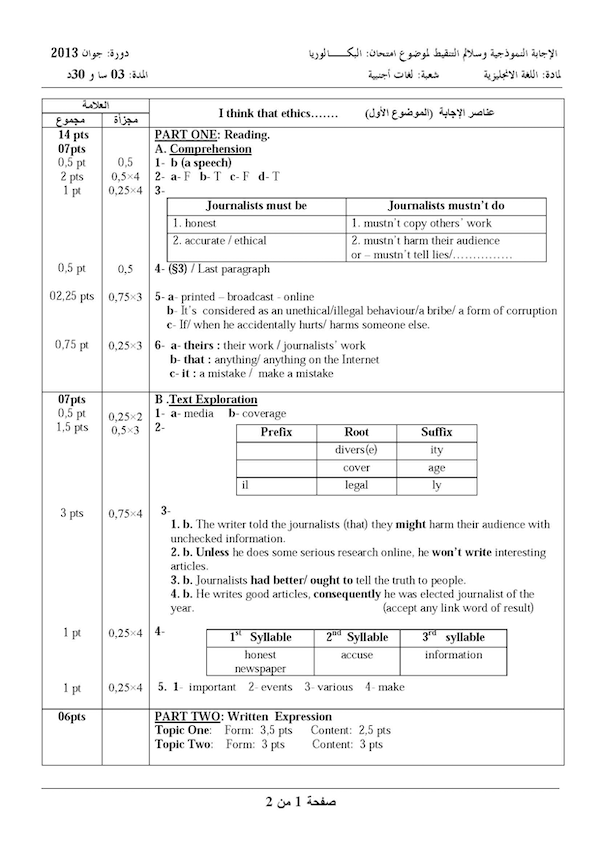 الإجابة النموذجية وسلالم التنقيط لموضوع امتحان: البكـــالوريا دورة: جوان 2013
لمادة: اللغة الانجليزية شعبة: لغات أجنبية المدة: 03 سا و 30د
العلامة
عناصر الإجابة (الموضوع الأول) I think that ethics…….
مجموع مجزأة
14 pts PART ONE: Reading.
07pts A. Comprehension
0,5 pt 0,5 1- b (a speech)
2 pts 0,5×4 2- a- F b- T c- F d- T
1 pt 0,25×4 3-
Journalists must be Journalists mustn't do
1. honest 1. mustn't copy others' work
2. accurate / ethical 2. mustn't harm their audience
or – mustn't tell lies/……………
0,5 pt 0,5 4- (§3) / Last paragraph
02,25 pts 0,75×3 5- a- printed – broadcast - online
b- It's considered as an unethical/illegal behaviour/a bribe/ a form of corruption
c- If/ when he accidentally hurts/ harms someone else.
0,75 pt 0,25×3 6- a- theirs : their work / journalists' work
b- that : anything/ anything on the Internet
c- it : a mistake / make a mistake
07pts B .Text Exploration
0,5 pt 0,25×2 1- a- media b- coverage
1,5 pts 0,5×3 2-
Prefix Root Suffix
divers(e) ity
cover age
il legal ly
3 pts 0,75×4 3-
1. b. The writer told the journalists (that) they might harm their audience with
unchecked information.
2. b. Unless he does some serious research online, he won't write interesting
articles.
3. b. Journalists had better/ ought to tell the truth to people.
4. b. He writes good articles, consequently he was elected journalist of the
year. (accept any link word of result)
1 pt 0,25×4 4-
1st Syllable 2nd Syllable 3rd syllable
honest accuse information
newspaper
1 pt 0,25×4 5. 1- important 2- events 3- various 4- make
06pts PART TWO: Written Expression
Topic One: Form: 3,5 pts Content: 2,5 pts
Topic Two: Form: 3 pts Content: 3 pts
صفحة 1 من 2